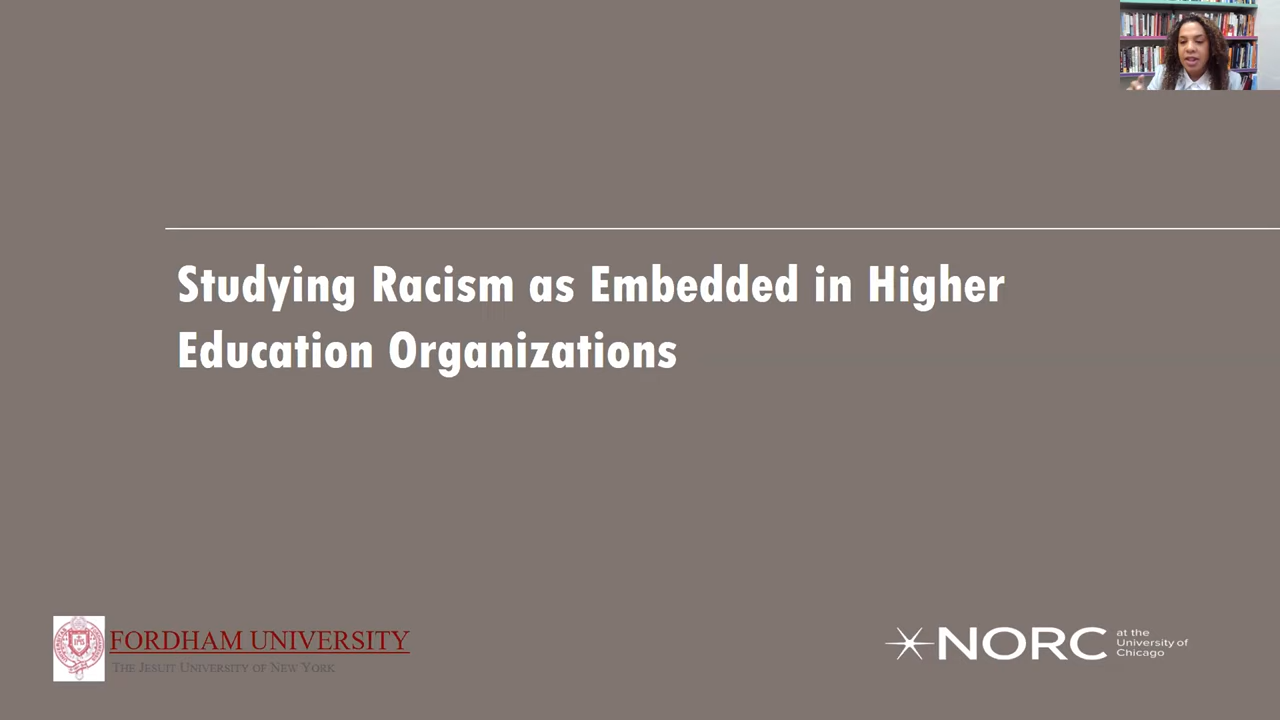 Studying Racism as Embedded in Higher
Education Organizations
FORDHAM UNIVERSITY
THE JESUIT UNIVERSITY OF NEW YORK
NORC
at the
University of
Chicago